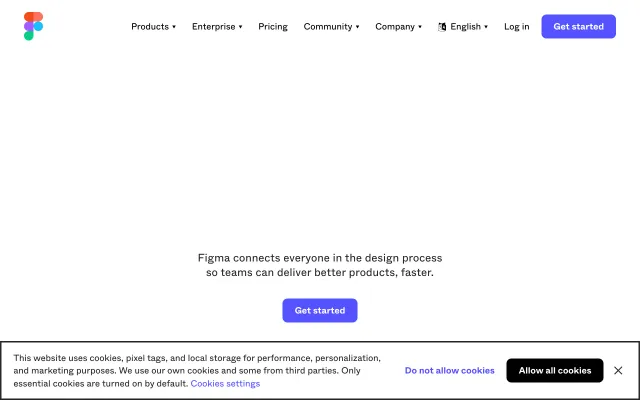 Products ▾ Enterprise ▾ Pricing Community ▾ Company ▾ English ▾ Log in Get started
Figma connects everyone in the design process
so teams can deliver better products, faster.
Get started
This website uses cookies, pixel tags, and local storage for performance, personalization,
and marketing purposes. We use our own cookies and some from third parties. Only
essential cookies are turned on by default. Cookies settings
Do not allow cookies
Allow all cookies